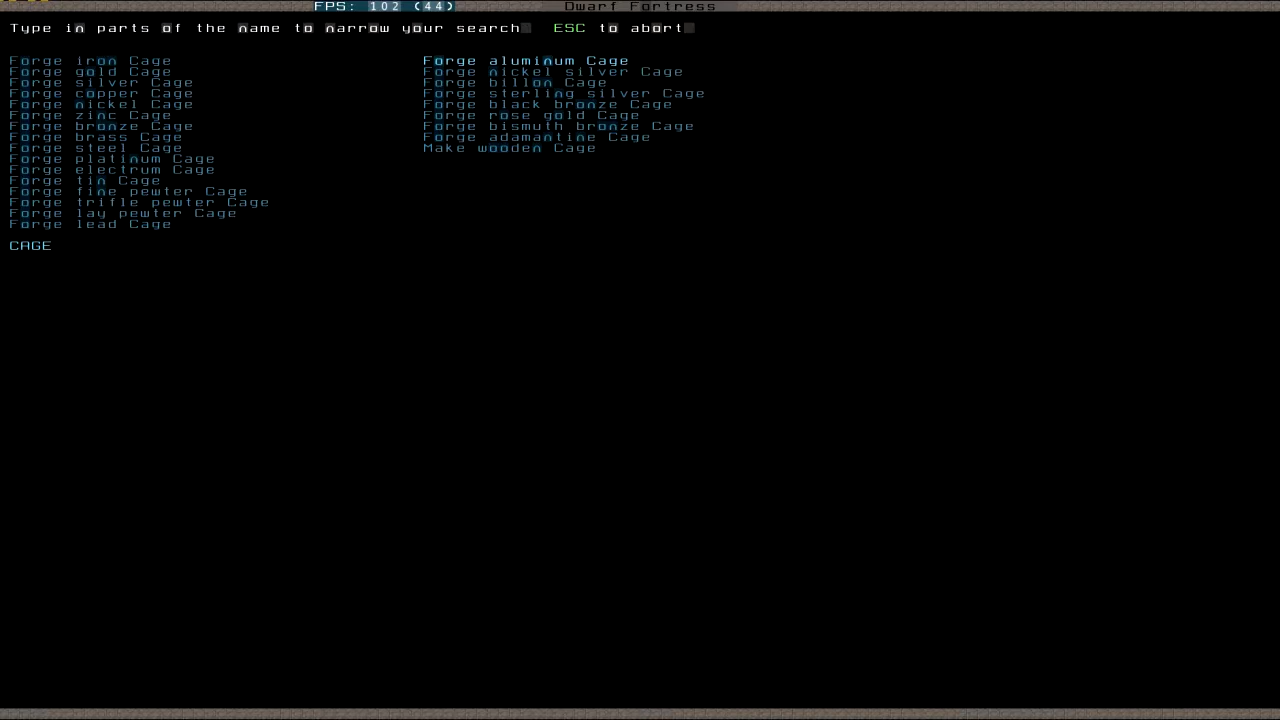 FPS: 102 (44) Dwarf Fortress
Type in parts of the name to narrow your search ESC to abort
Forge iron Cage
Forge gold Cage
Forge silver Cage
Forge copper Cage
Forge nickel Cage
Forge zinc Cage
Forge bronze Cage
Forge brass Cage
Forge steel Cage
Forge platinum Cage
Forge electrum Cage
Forge tin Cage
Forge fine pewter Cage
Forge trifle pewter Cage
Forge lay pewter Cage
Forge lead Cage
Forge aluminum Cage
Forge nickel silver Cage
Forge billon Cage
Forge sterling silver Cage
Forge black bronze Cage
Forge rose gold Cage
Forge bismuth bronze Cage
Forge adamantine Cage
Make wooden Cage
CAGE